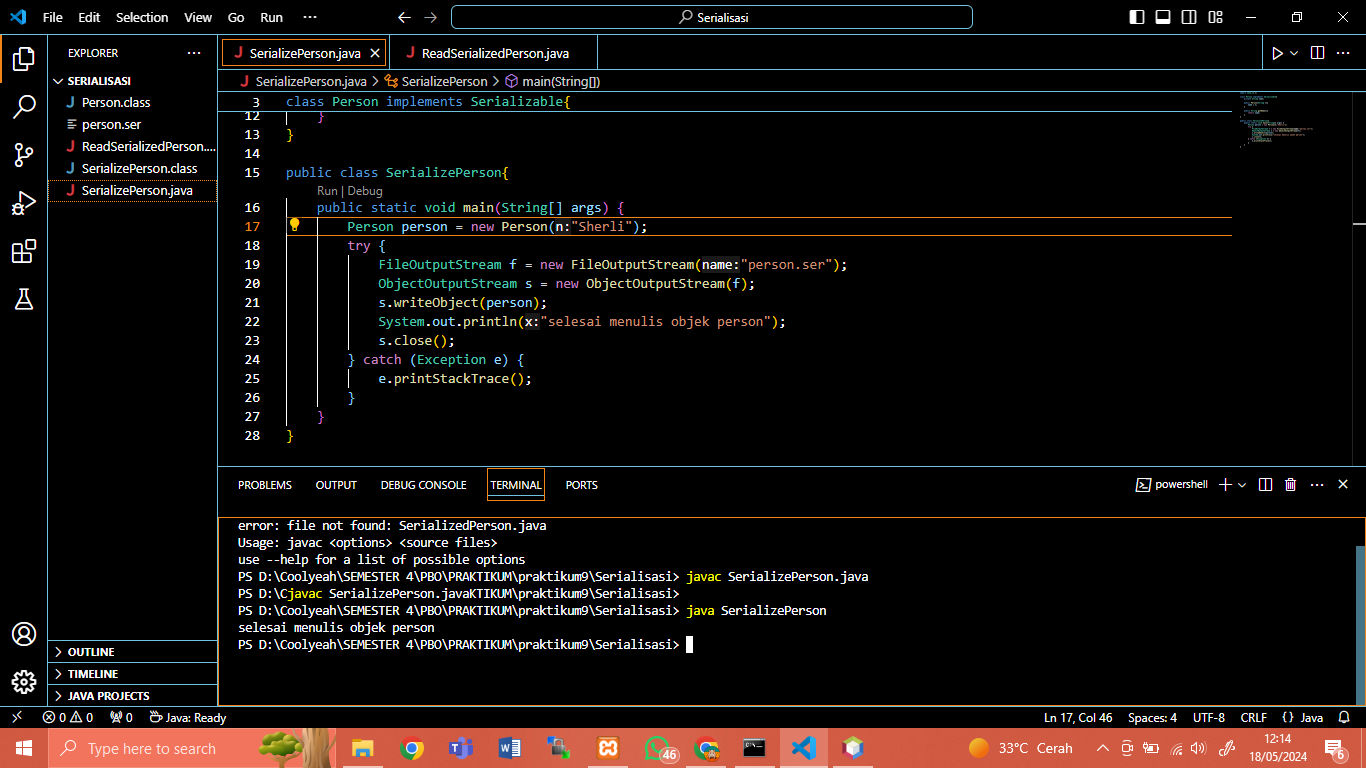 File Edit Selection View Go Run ··· Serialisasi
EXPLORER ···
SERIALISASI
Person.class
person.ser
ReadSerializedPerson....
SerializePerson.class
SerializePerson.java
OUTLINE
TIMELINE
JAVA PROJECTS
SerializePerson.java ReadSerializedPerson.java
SerializePerson.java > SerializePerson > main(String[])
3 class Person implements Serializable{
12 }
13 }
14
15 public class SerializePerson{
Run | Debug
16 public static void main(String[] args) {
17 Person person = new Person(n:"Sherli");
18 try {
19 FileOutputStream f = new FileOutputStream(name:"person.ser");
20 ObjectOutputStream s = new ObjectOutputStream(f);
21 s.writeObject(person);
22 System.out.println(x:"selesai menulis objek person");
23 s.close();
24 } catch (Exception e) {
25 e.printStackTrace();
26 }
27 }
28 }
PROBLEMS OUTPUT DEBUG CONSOLE TERMINAL PORTS powershell
error: file not found: SerializedPerson.java
Usage: javac <options> <source files>
use --help for a list of possible options
PS D:\Coolyeah\SEMESTER 4\PBO\PRAKTIKUM\praktikum9\Serialisasi> javac SerializePerson.java
PS D:\Cjavac SerializePerson.javaKTIKUM\praktikum9\Serialisasi>
PS D:\Coolyeah\SEMESTER 4\PBO\PRAKTIKUM\praktikum9\Serialisasi> java SerializePerson
selesai menulis objek person
PS D:\Coolyeah\SEMESTER 4\PBO\PRAKTIKUM\praktikum9\Serialisasi>
0 0 0 Java: Ready Ln 17, Col 46 Spaces: 4 UTF-8 CRLF {} Java
Type here to search 46 33°C Cerah 12:14
18/05/2024 6